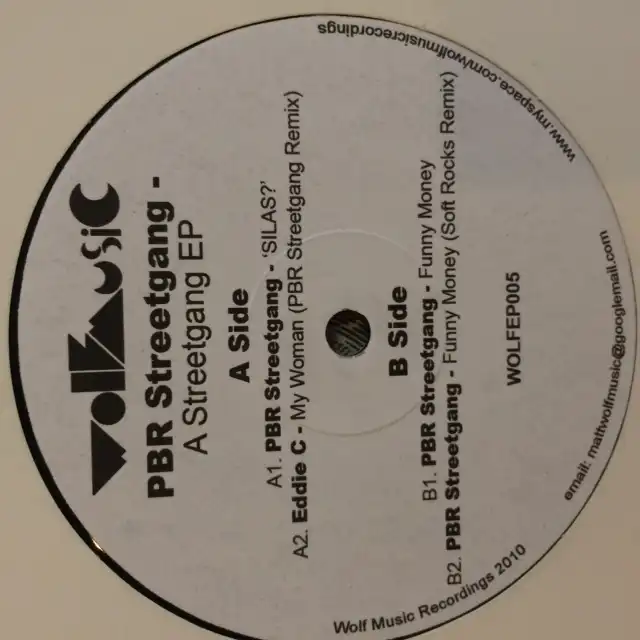 WOLFMUSIC
PBR Streetgang -
A Streetgang EP
A Side
A1. PBR Streetgang - 'SILAS?'
A2. Eddie C - My Woman (PBR Streetgang Remix)
B Side
B1. PBR Streetgang - Funny Money
B2. PBR Streetgang - Funny Money (Soft Rocks Remix)
WOLFEP005
email: mattwolfmusic@googlemail.com
www.myspace.com/wolfmusicrecordings
Wolf Music Recordings 2010